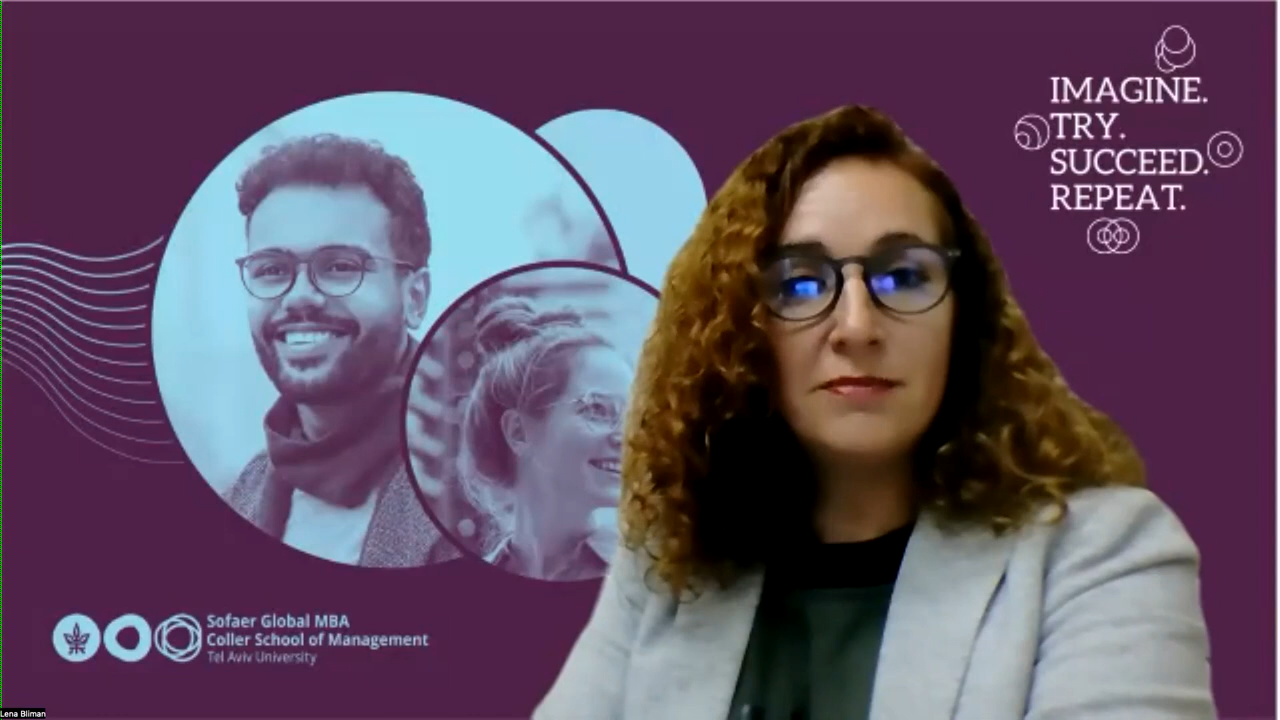 IMAGINE.
TRY.
SUCCEED.
REPEAT.
Sofaer Global MBA
Coller School of Management
Tel Aviv University
Lena Bliman